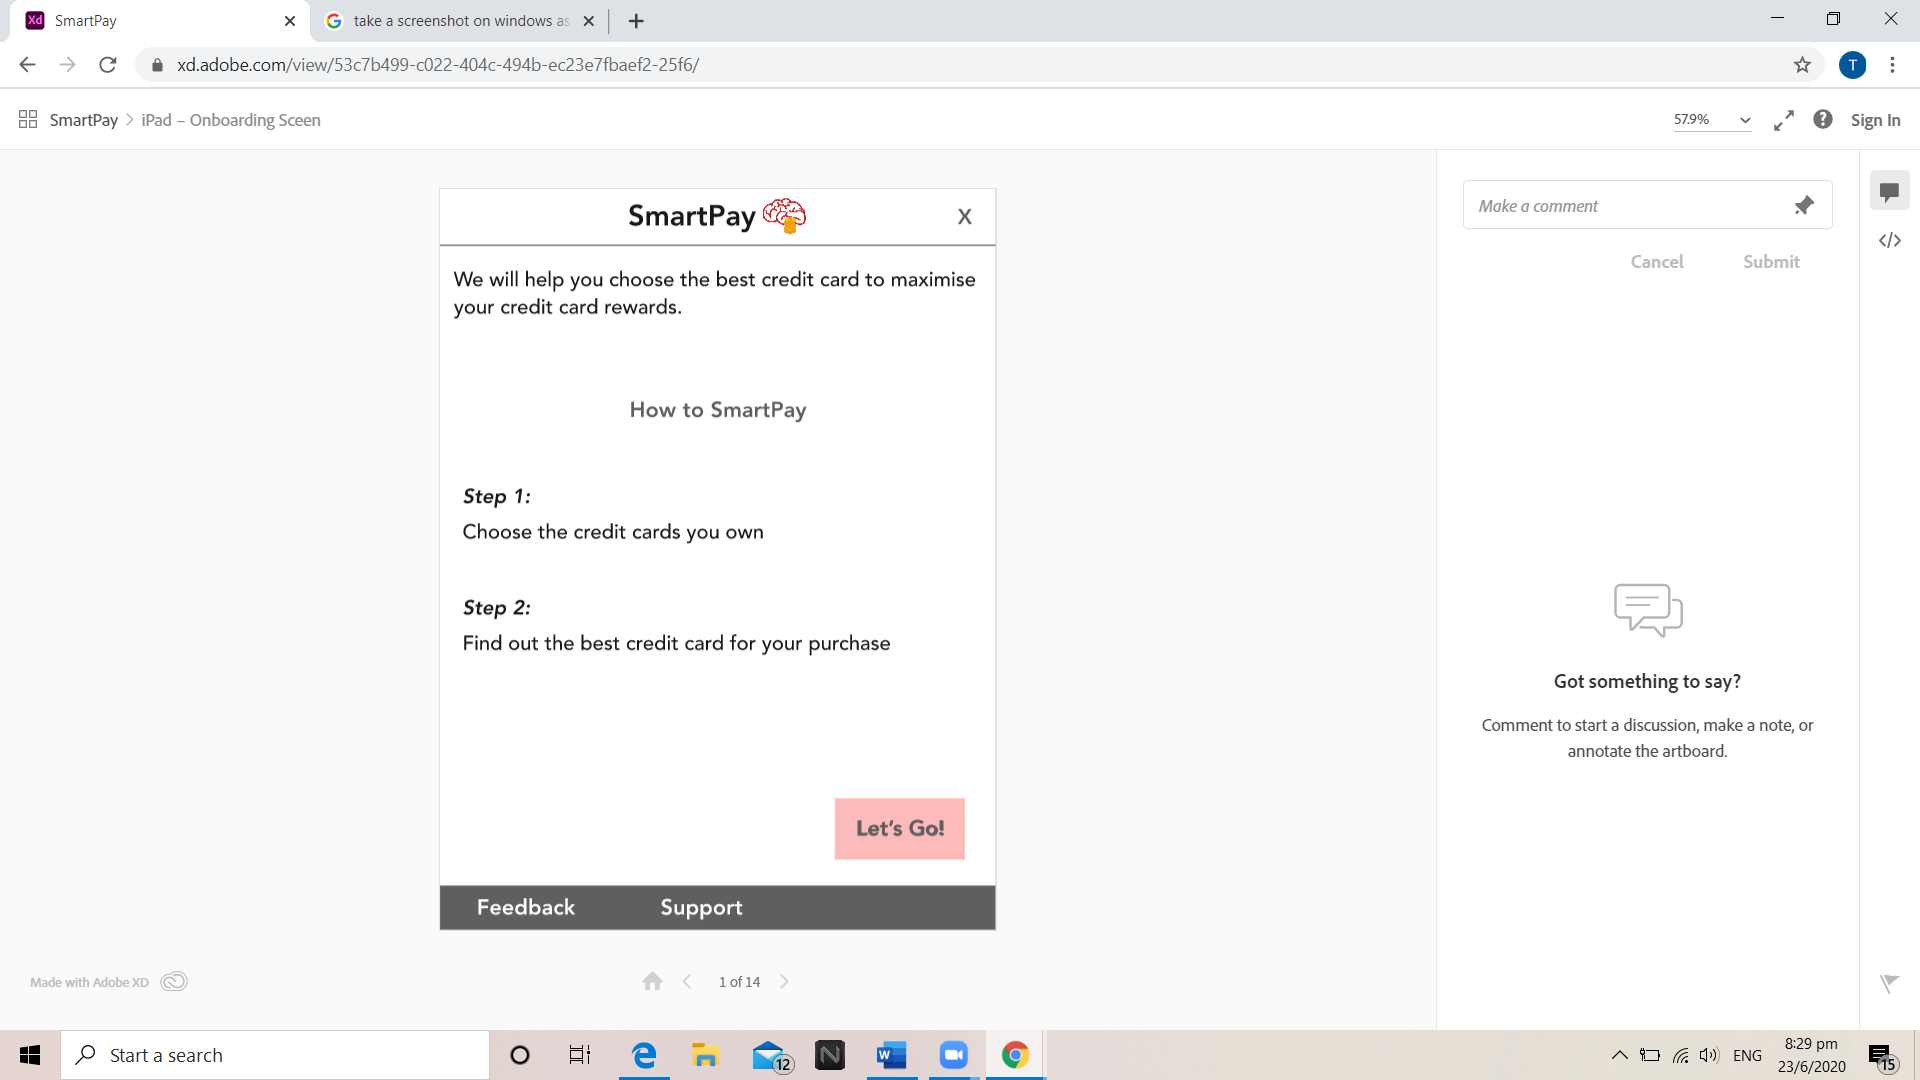 Xd SmartPay
take a screenshot on windows as
xd.adobe.com/view/53c7b499-c022-404c-494b-ec23e7fbaef2-25f6/
T
SmartPay > iPad – Onboarding Sceen
57.9%
Sign In
SmartPay
X
We will help you choose the best credit card to maximise
your credit card rewards.
How to SmartPay
Step 1:
Choose the credit cards you own
Step 2:
Find out the best credit card for your purchase
Let's Go!
Feedback Support
Make a comment
Cancel Submit
Got something to say?
Comment to start a discussion, make a note, or
annotate the artboard.
Made with Adobe XD
1 of 14
Start a search
12
ENG
8:29 pm
23/6/2020
15